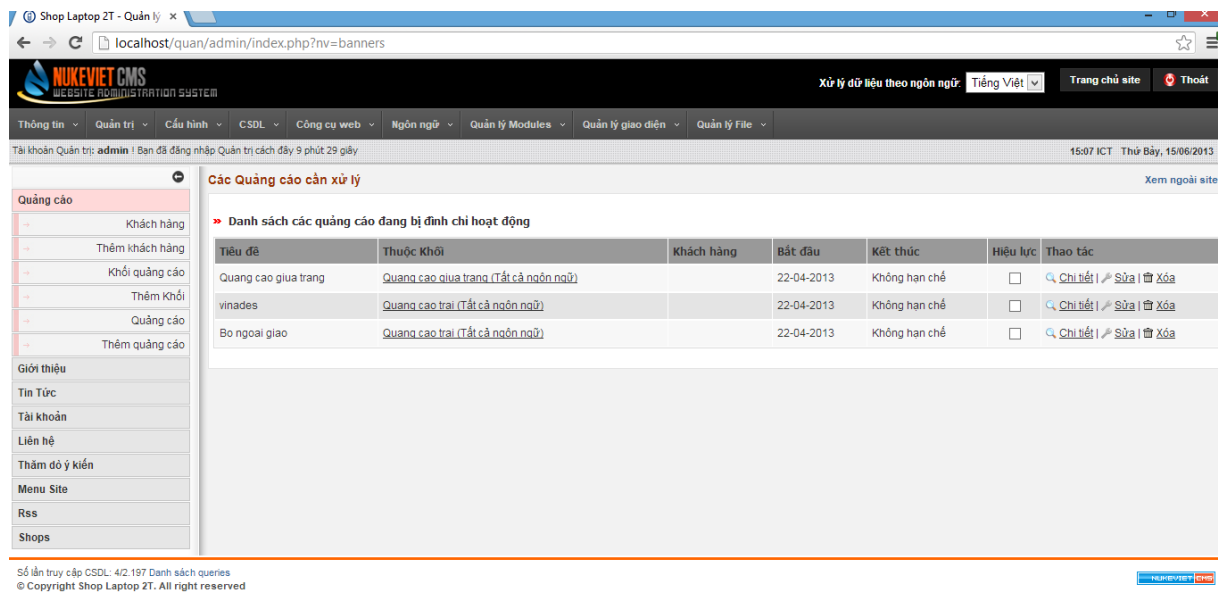 Shop Laptop 2T - Quản lý
localhost/quan/admin/index.php?nv=banners
NUKEVIET CMS
WEBSITE ADMINISTRATION SYSTEM
Xử lý dữ liệu theo ngôn ngữ: Tiếng Việt Trang chủ site Thoát
Thông tin Quản trị Cấu hình CSDL Công cụ web Ngôn ngữ Quản lý Modules Quản lý giao diện Quản lý File
Tài khoản Quản trị: admin ! Bạn đã đăng nhập Quản trị cách đây 9 phút 29 giây 15:07 ICT Thứ Bảy, 15/06/2013
Quảng cáo
Khách hàng
Thêm khách hàng
Khối quảng cáo
Thêm Khối
Quảng cáo
Thêm quảng cáo
Giới thiệu
Tin Tức
Tài khoản
Liên hệ
Thăm dò ý kiến
Menu Site
Rss
Shops
Các Quảng cáo cần xử lý Xem ngoài site
» Danh sách các quảng cáo đang bị đình chỉ hoạt động
Tiêu đề Thuộc Khối Khách hàng Bắt đầu Kết thúc Hiệu lực Thao tác
Quang cao giua trang Quang cao giua trang (Tất cả ngôn ngữ) 22-04-2013 Không hạn chế Chi tiết | Sửa | Xóa
vinades Quang cao trai (Tất cả ngôn ngữ) 22-04-2013 Không hạn chế Chi tiết | Sửa | Xóa
Bo ngoai giao Quang cao trai (Tất cả ngôn ngữ) 22-04-2013 Không hạn chế Chi tiết | Sửa | Xóa
Số lần truy cập CSDL: 4/2.197 Danh sách queries
© Copyright Shop Laptop 2T. All right reserved
NUKEVIET CMS